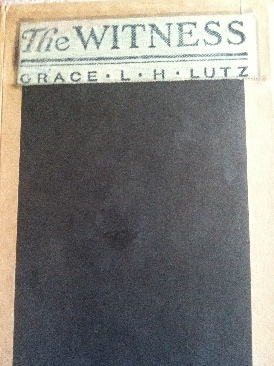 The WITNESS
GRACE • L • H • LUTZ